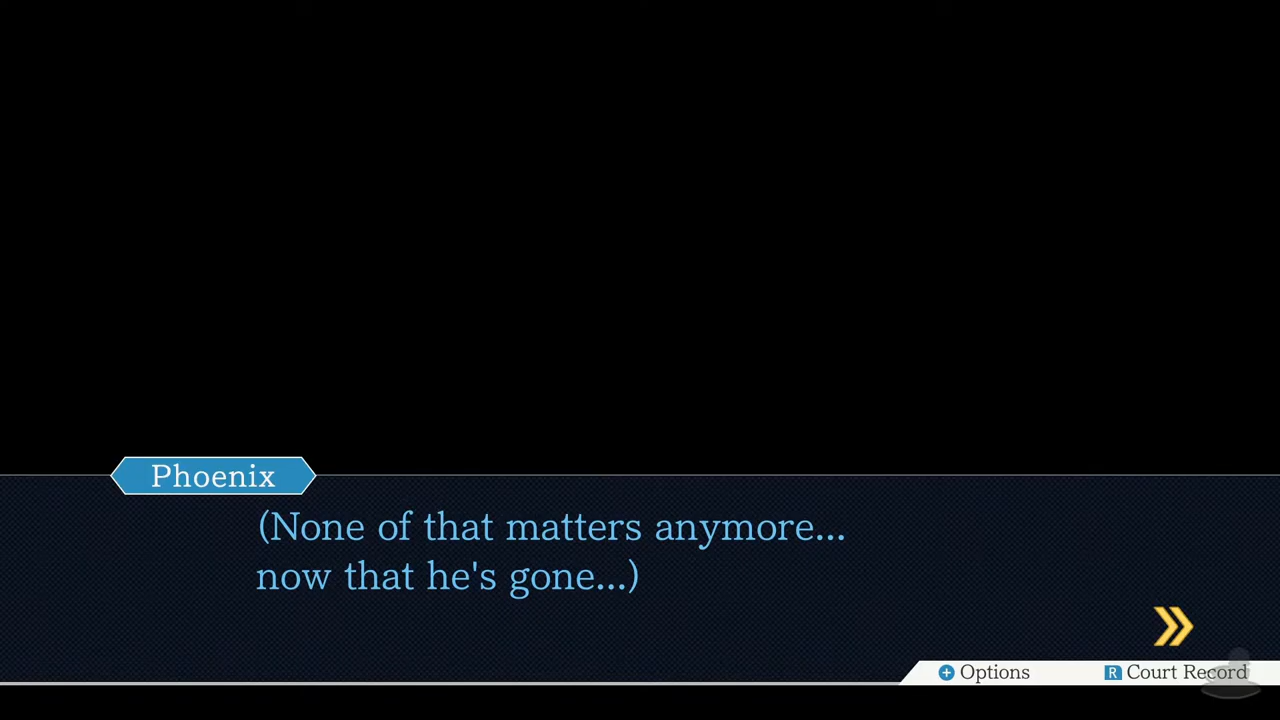 Phoenix
(None of that matters anymore...
now that he's gone...)
+ Options
R Court Record